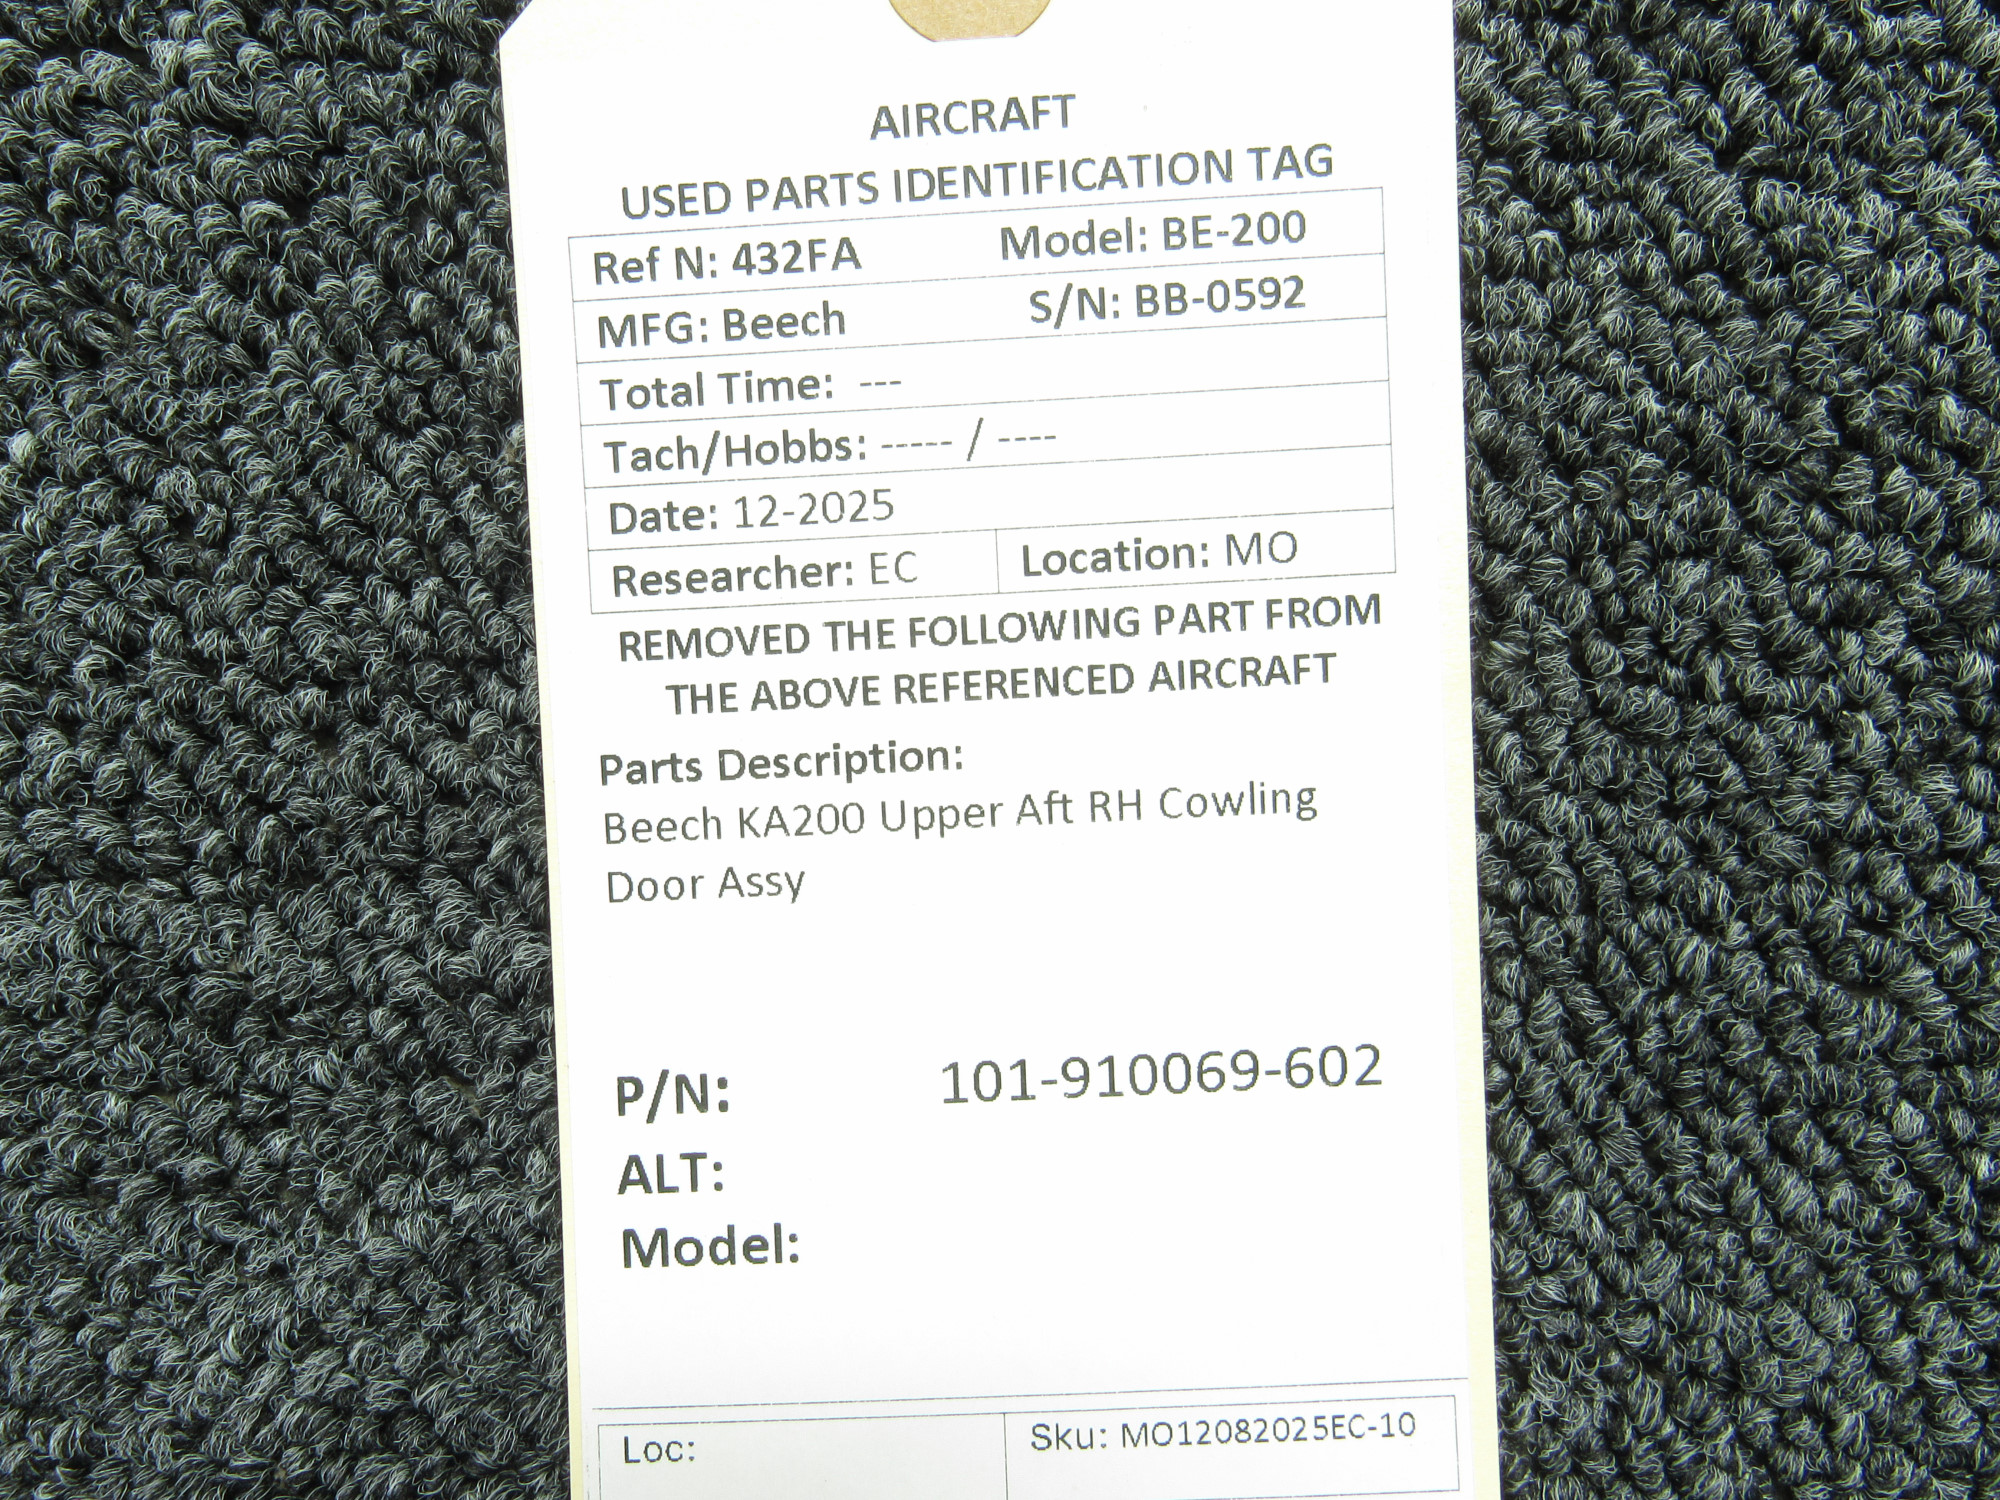 AIRCRAFT
USED PARTS IDENTIFICATION TAG
Ref N: 432FA Model: BE-200
MFG: Beech S/N: BB-0592
Total Time: ---
Tach/Hobbs: ----- / ----
Date: 12-2025
Researcher: EC Location: MO
REMOVED THE FOLLOWING PART FROM
THE ABOVE REFERENCED AIRCRAFT
Parts Description:
Beech KA200 Upper Aft RH Cowling
Door Assy
P/N: 101-910069-602
ALT:
Model:
Loc: Sku: MO12082025EC-10